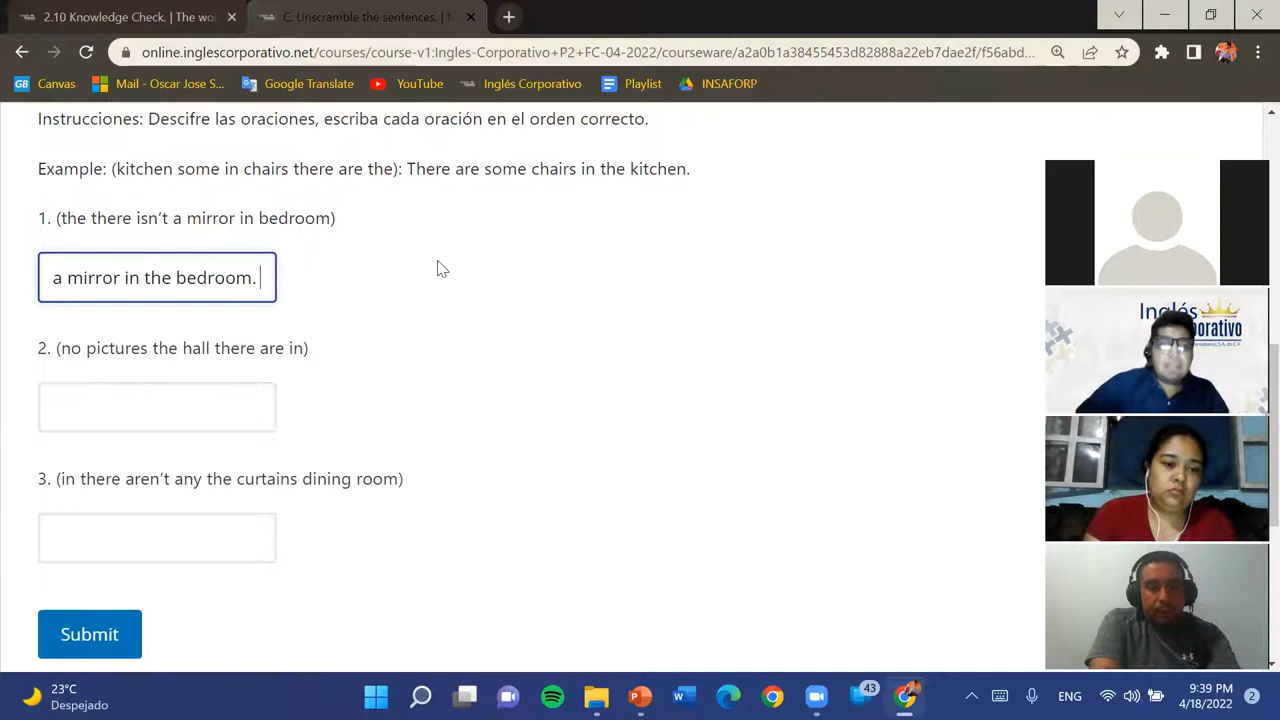 2.10 Knowledge Check. | The wo
C. Unscramble the sentences. | N
online.inglescorporativo.net/courses/course-v1:Ingles-Corporativo+P2+FC-04-2022/courseware/a2a0b1a38455453d82888a22eb7dae2f/f56abd...
GB Canvas
Mail - Oscar Jose S...
Google Translate
YouTube
Inglés Corporativo
Playlist
INSAFORP
Instrucciones: Descifre las oraciones, escriba cada oración en el orden correcto.
Example: (kitchen some in chairs there are the): There are some chairs in the kitchen.
1. (the there isn’t a mirror in bedroom)
a mirror in the bedroom.
2. (no pictures the hall there are in)
3. (in there aren’t any the curtains dining room)
Submit
Inglés
23°C
Despejado
43
ENG
9:39 PM
4/18/2022
2